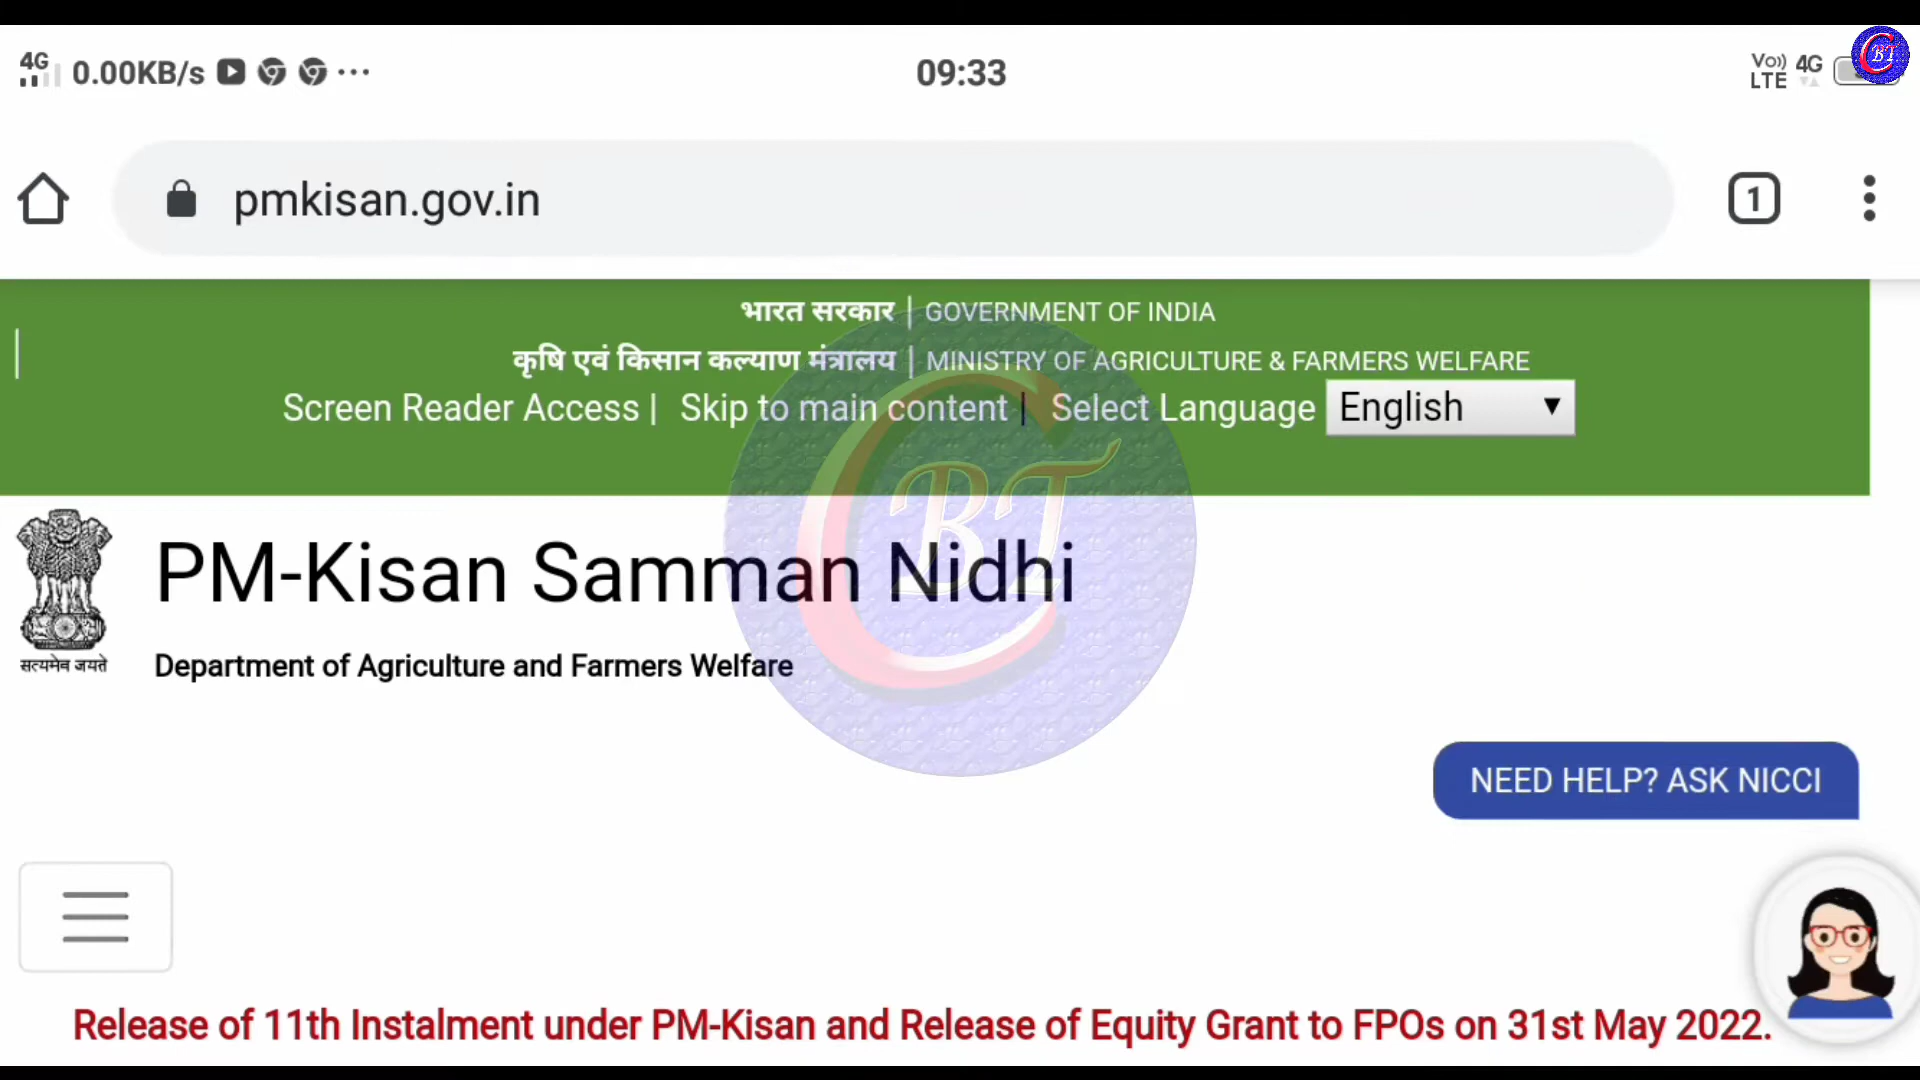 4G 0.00KB/s 09:33 Vo) LTE 4G
CBT
pmkisan.gov.in 1
भारत सरकार | GOVERNMENT OF INDIA
कृषि एवं किसान कल्याण मंत्रालय | MINISTRY OF AGRICULTURE & FARMERS WELFARE
Screen Reader Access | Skip to main content | Select Language English
CBT
PM-Kisan Samman Nidhi
सत्यमेव जयते
Department of Agriculture and Farmers Welfare
NEED HELP? ASK NICCI
Release of 11th Instalment under PM-Kisan and Release of Equity Grant to FPOs on 31st May 2022.